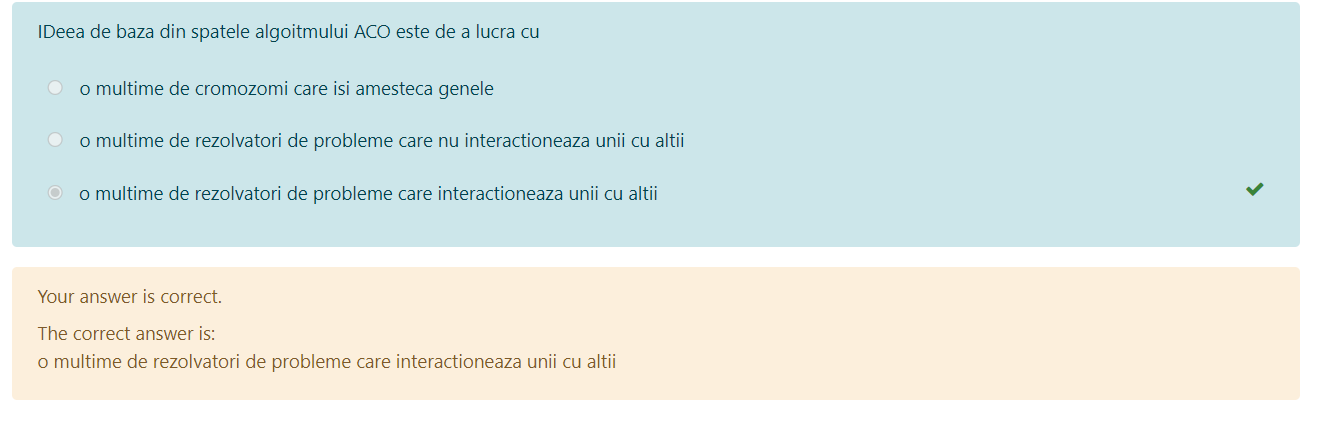 IDeea de baza din spatele algoitmului ACO este de a lucra cu
o multime de cromozomi care isi amesteca genele
o multime de rezolvatori de probleme care nu interactioneaza unii cu altii
o multime de rezolvatori de probleme care interactioneaza unii cu altii
Your answer is correct.
The correct answer is:
o multime de rezolvatori de probleme care interactioneaza unii cu altii